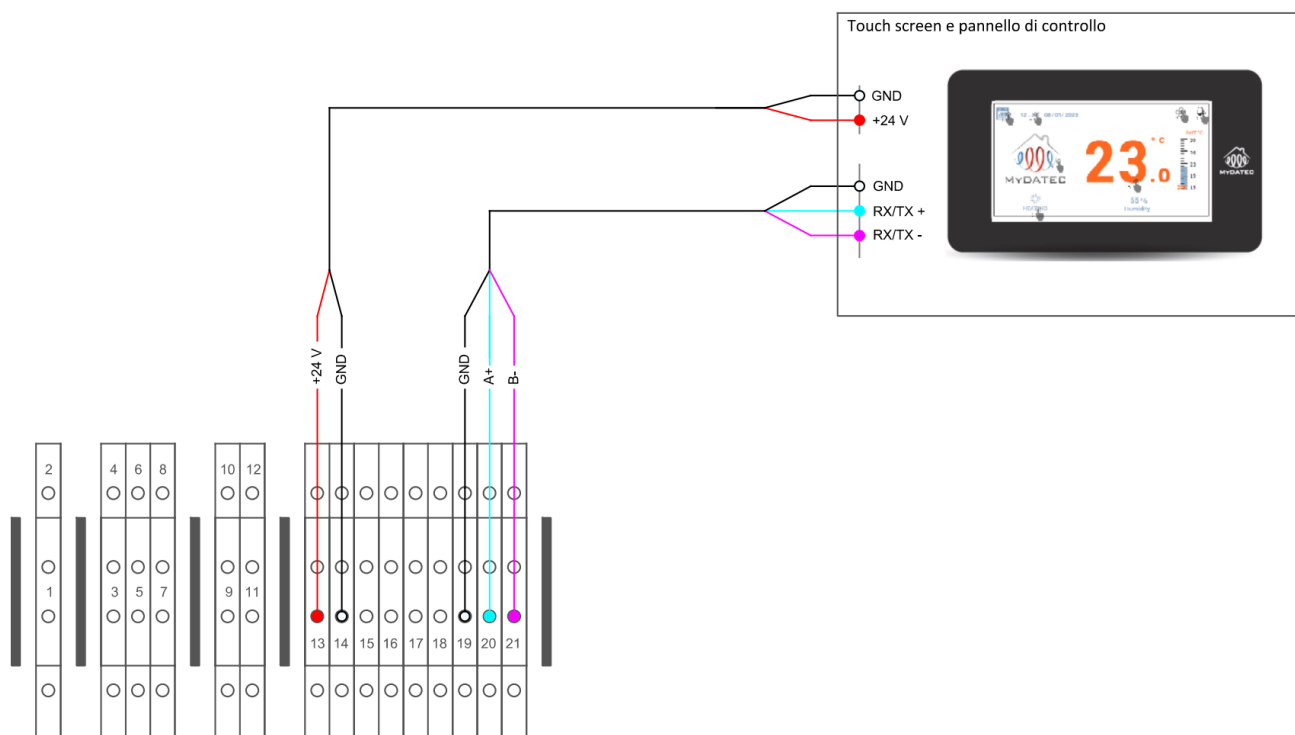 Touch screen e pannello di controllo
GND
+24 V
GND
RX/TX +
RX/TX -
MYDATEC
23.0
° C
55%
MYDATEC
+24 V
GND
GND
A+
B-
2
4 6 8
10 12
1
3 5 7
9 11
13 14 15 16 17 18 19 20 21